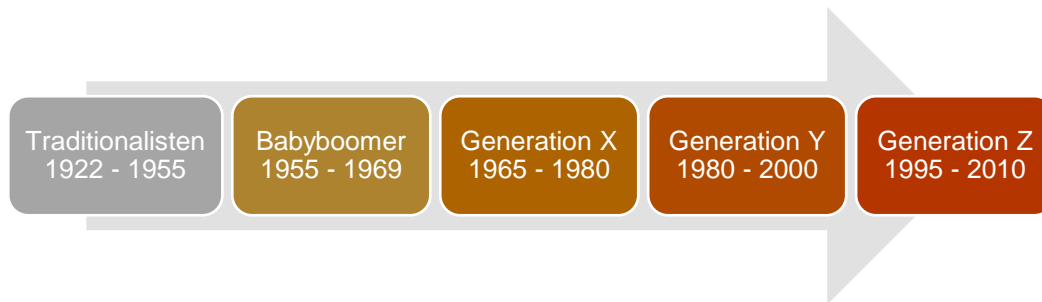 Traditionalisten
1922 - 1955
Babyboomer
1955 - 1969
Generation X
1965 - 1980
Generation Y
1980 - 2000
Generation Z
1995 - 2010